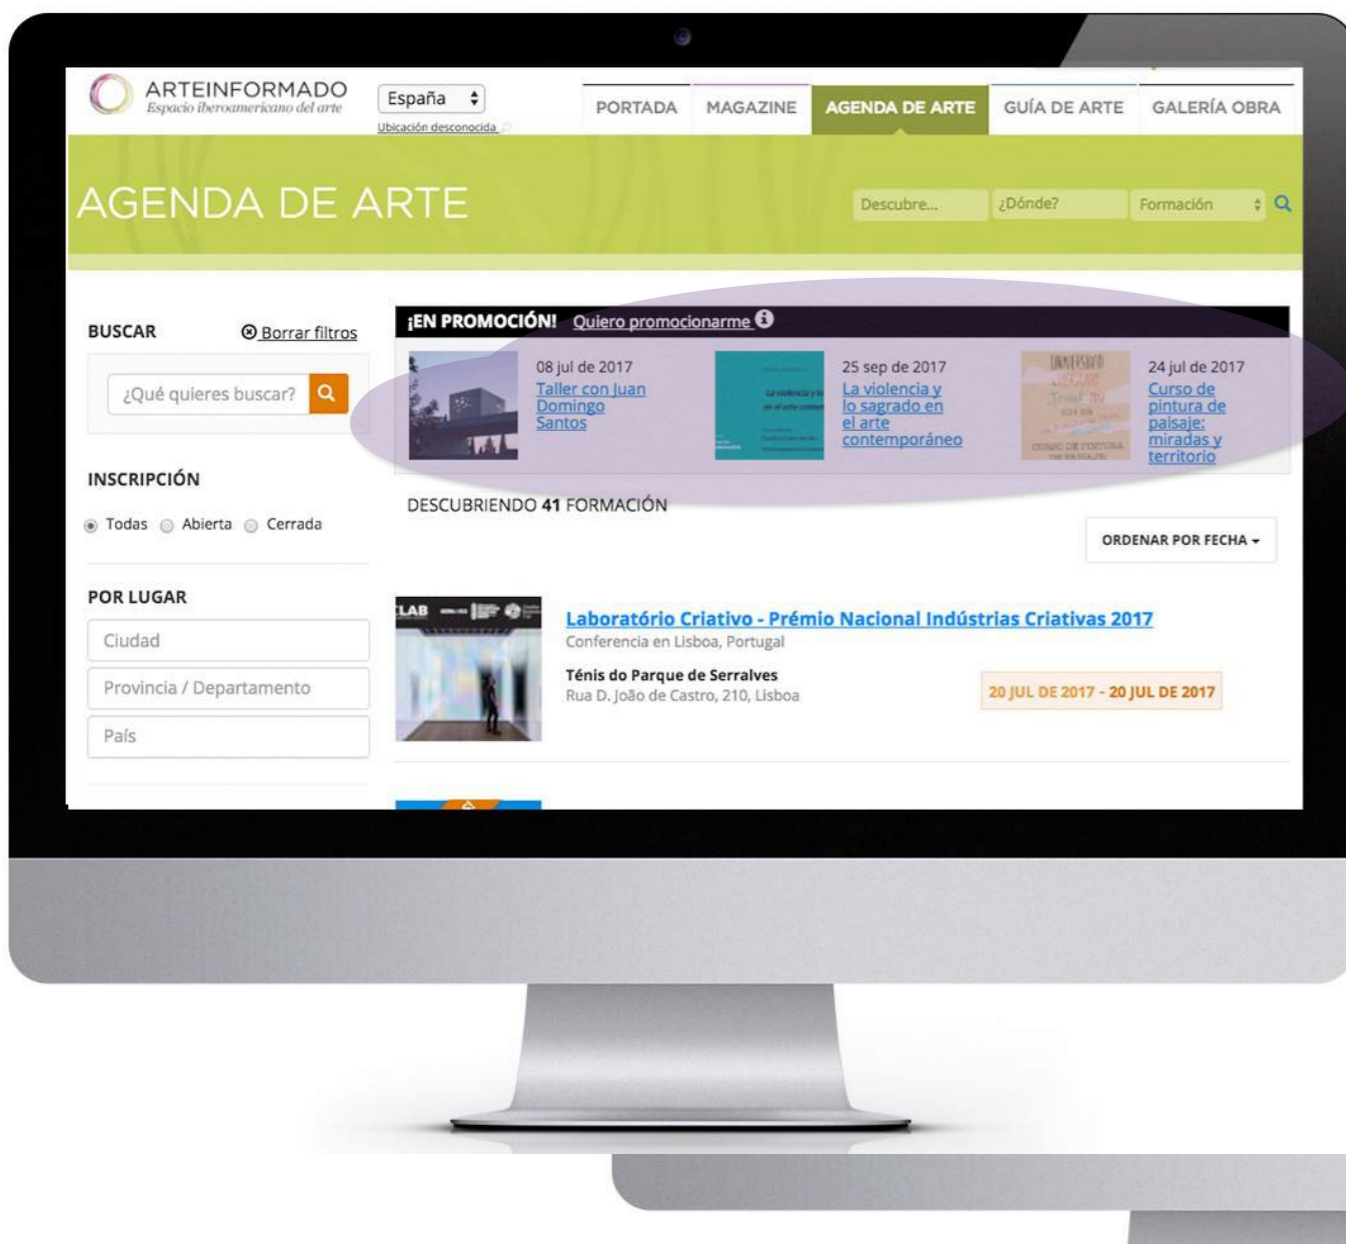 ARTEINFORMADO
Espacio iberoamericano del arte
España
Ubicación desconocida
PORTADA
MAGAZINE
AGENDA DE ARTE
GUÍA DE ARTE
GALERÍA OBRA
AGENDA DE ARTE
Descubre...
¿Dónde?
Formación
BUSCAR
Borrar filtros
¿Qué quieres buscar?
INSCRIPCIÓN
Todas
Abierta
Cerrada
POR LUGAR
Ciudad
Provincia / Departamento
País
¡EN PROMOCIÓN! Quiero promocionarme
08 jul de 2017
Taller con Juan
Domingo
Santos
25 sep de 2017
La violencia y
lo sagrado en
el arte
contemporáneo
24 jul de 2017
Curso de
pintura de
paisaje:
miradas y
territorio
DESCUBRIENDO 41 FORMACIÓN
ORDENAR POR FECHA
LAB
Laboratório Criativo - Prémio Nacional Indústrias Criativas 2017
Conferencia en Lisboa, Portugal
Ténis do Parque de Serralves
Rua D. João de Castro, 210, Lisboa
20 JUL DE 2017 - 20 JUL DE 2017